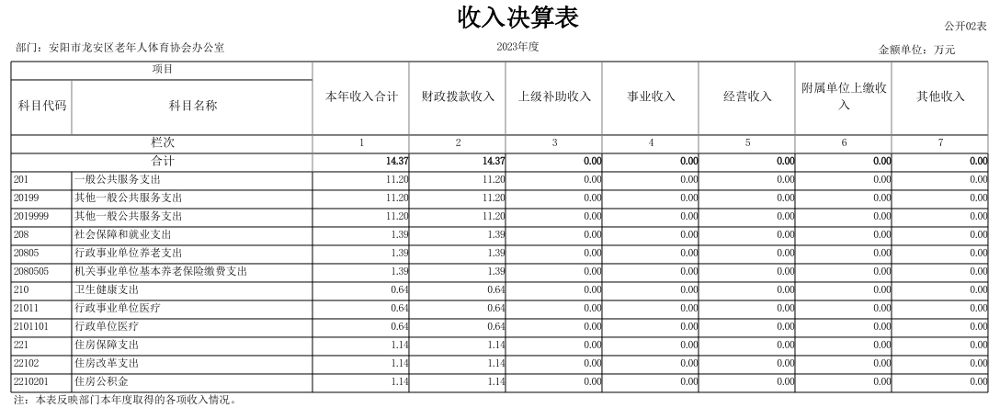 收入决算表
公开02表
部门：安阳市龙安区老年人体育协会办公室 2023年度 金额单位：万元
项目
科目代码 科目名称 本年收入合计 财政拨款收入 上级补助收入 事业收入 经营收入 附属单位上缴收入 其他收入
栏次 1 2 3 4 5 6 7
合计 14.37 14.37 0.00 0.00 0.00 0.00 0.00
201 一般公共服务支出 11.20 11.20 0.00 0.00 0.00 0.00 0.00
20199 其他一般公共服务支出 11.20 11.20 0.00 0.00 0.00 0.00 0.00
2019999 其他一般公共服务支出 11.20 11.20 0.00 0.00 0.00 0.00 0.00
208 社会保障和就业支出 1.39 1.39 0.00 0.00 0.00 0.00 0.00
20805 行政事业单位养老支出 1.39 1.39 0.00 0.00 0.00 0.00 0.00
2080505 机关事业单位基本养老保险缴费支出 1.39 1.39 0.00 0.00 0.00 0.00 0.00
210 卫生健康支出 0.64 0.64 0.00 0.00 0.00 0.00 0.00
21011 行政事业单位医疗 0.64 0.64 0.00 0.00 0.00 0.00 0.00
2101101 行政单位医疗 0.64 0.64 0.00 0.00 0.00 0.00 0.00
221 住房保障支出 1.14 1.14 0.00 0.00 0.00 0.00 0.00
22102 住房改革支出 1.14 1.14 0.00 0.00 0.00 0.00 0.00
2210201 住房公积金 1.14 1.14 0.00 0.00 0.00 0.00 0.00
注：本表反映部门本年度取得的各项收入情况。